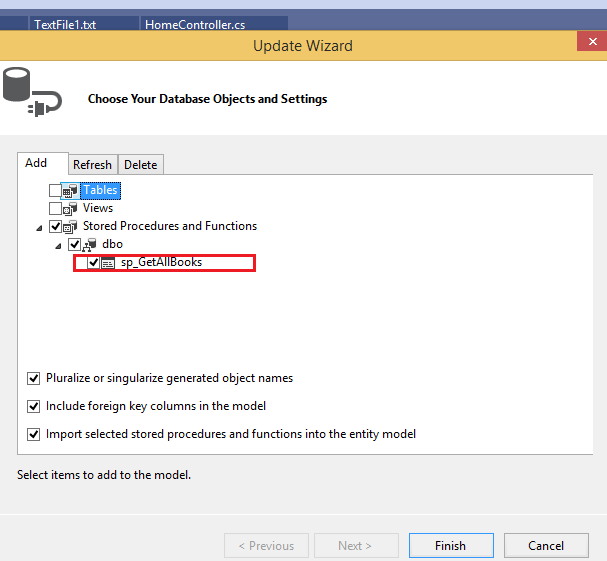 TextFile1.txt HomeController.cs
Update Wizard
Choose Your Database Objects and Settings
Add Refresh Delete
Tables
Views
Stored Procedures and Functions
dbo
sp_GetAllBooks
Pluralize or singularize generated object names
Include foreign key columns in the model
Import selected stored procedures and functions into the entity model
Select items to add to the model.
< Previous Next > Finish Cancel